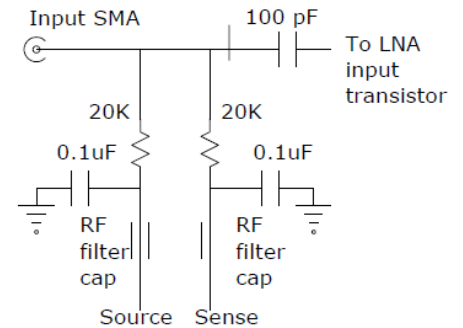 Input SMA
100 pF
To LNA
input
transistor
20K
20K
0.1uF
0.1uF
RF
filter
cap
RF
filter
cap
Source
Sense